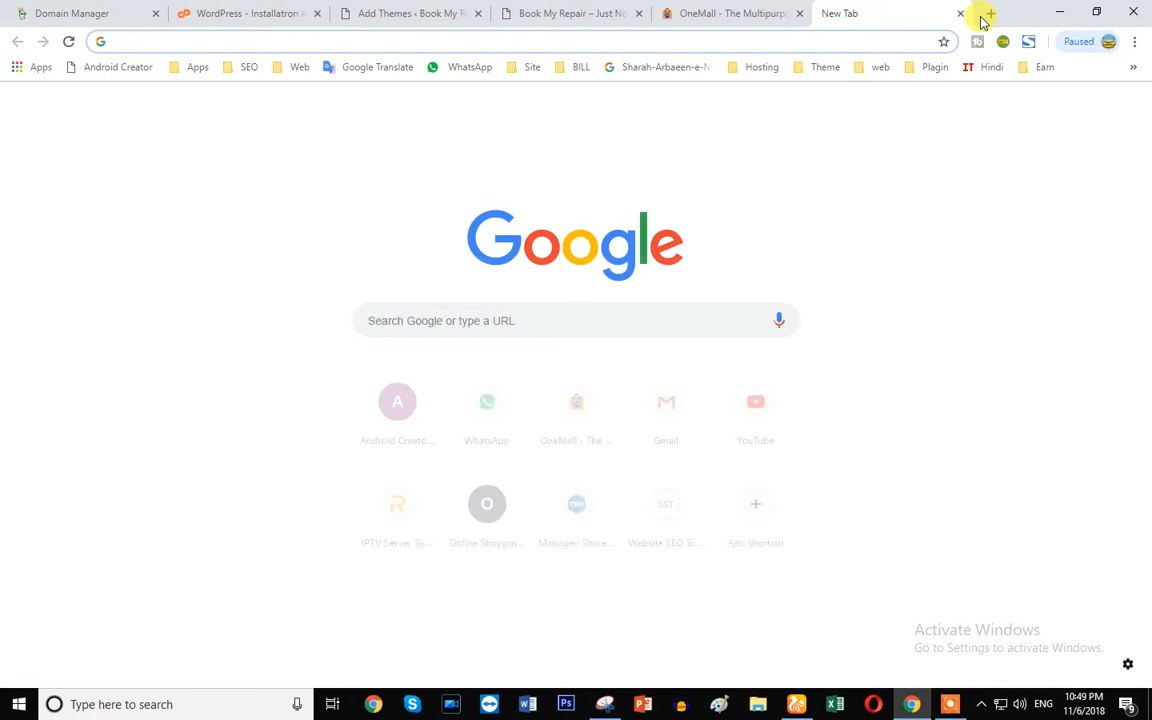 Domain Manager
WordPress - Installatron A
Add Themes ‹ Book My R
Book My Repair – Just No
OneMall - The Multipurpo
New Tab
Paused
Apps
Android Creator
Apps
SEO
Web
Google Translate
WhatsApp
Site
BILL
Sharah-Arbaeen-e-N
Hosting
Theme
web
Plagin
Hindi
Earn
Google
Search Google or type a URL
Android Creato...
WhatsApp
OneMall - The ...
Gmail
YouTube
IPTV Server Su...
Online Shoppin...
Managed Share...
Website SEO Si...
Add shortcut
Activate Windows
Go to Settings to activate Windows.
Type here to search
ENG
10:49 PM
11/6/2018